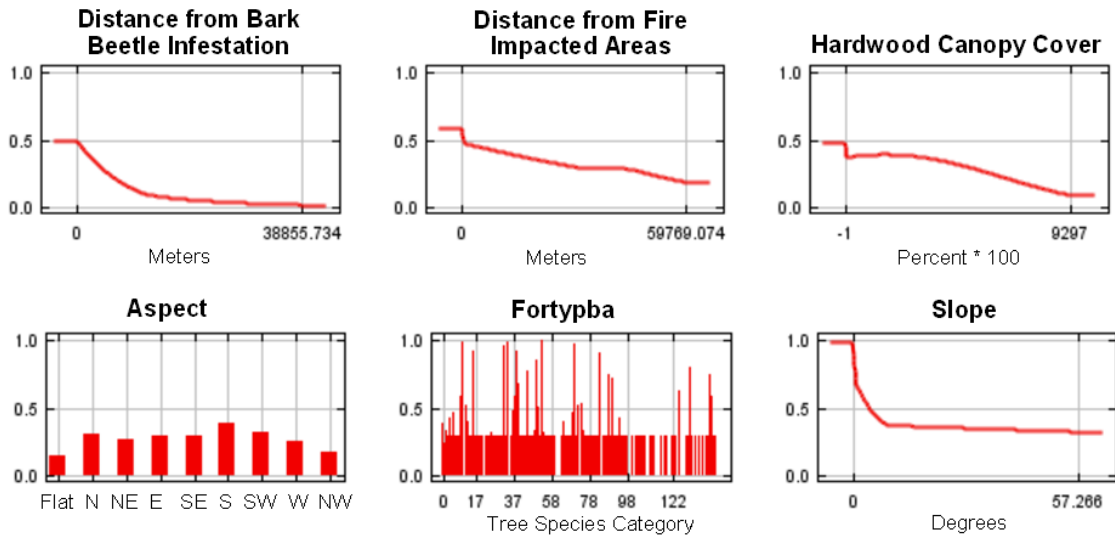 Distance from Bark
Beetle Infestation
1.0
0.5
0.0
0
38855.734
Meters
Distance from Fire
Impacted Areas
1.0
0.5
0.0
0
59769.074
Meters
Hardwood Canopy Cover
1.0
0.5
0.0
-1
9297
Percent * 100
Aspect
1.0
0.5
0.0
Flat N NE E SE S SW W NW
Fortypba
1.0
0.5
0.0
0 17 37 58 78 98 122
Tree Species Category
Slope
1.0
0.5
0.0
0
57.266
Degrees